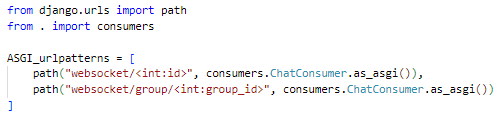 from django.urls import path
from . import consumers

ASGI_urlpatterns = [
    path("websocket/<int:id>", consumers.ChatConsumer.as_asgi()),
    path("websocket/group/<int:group_id>", consumers.ChatConsumer.as_asgi())
]